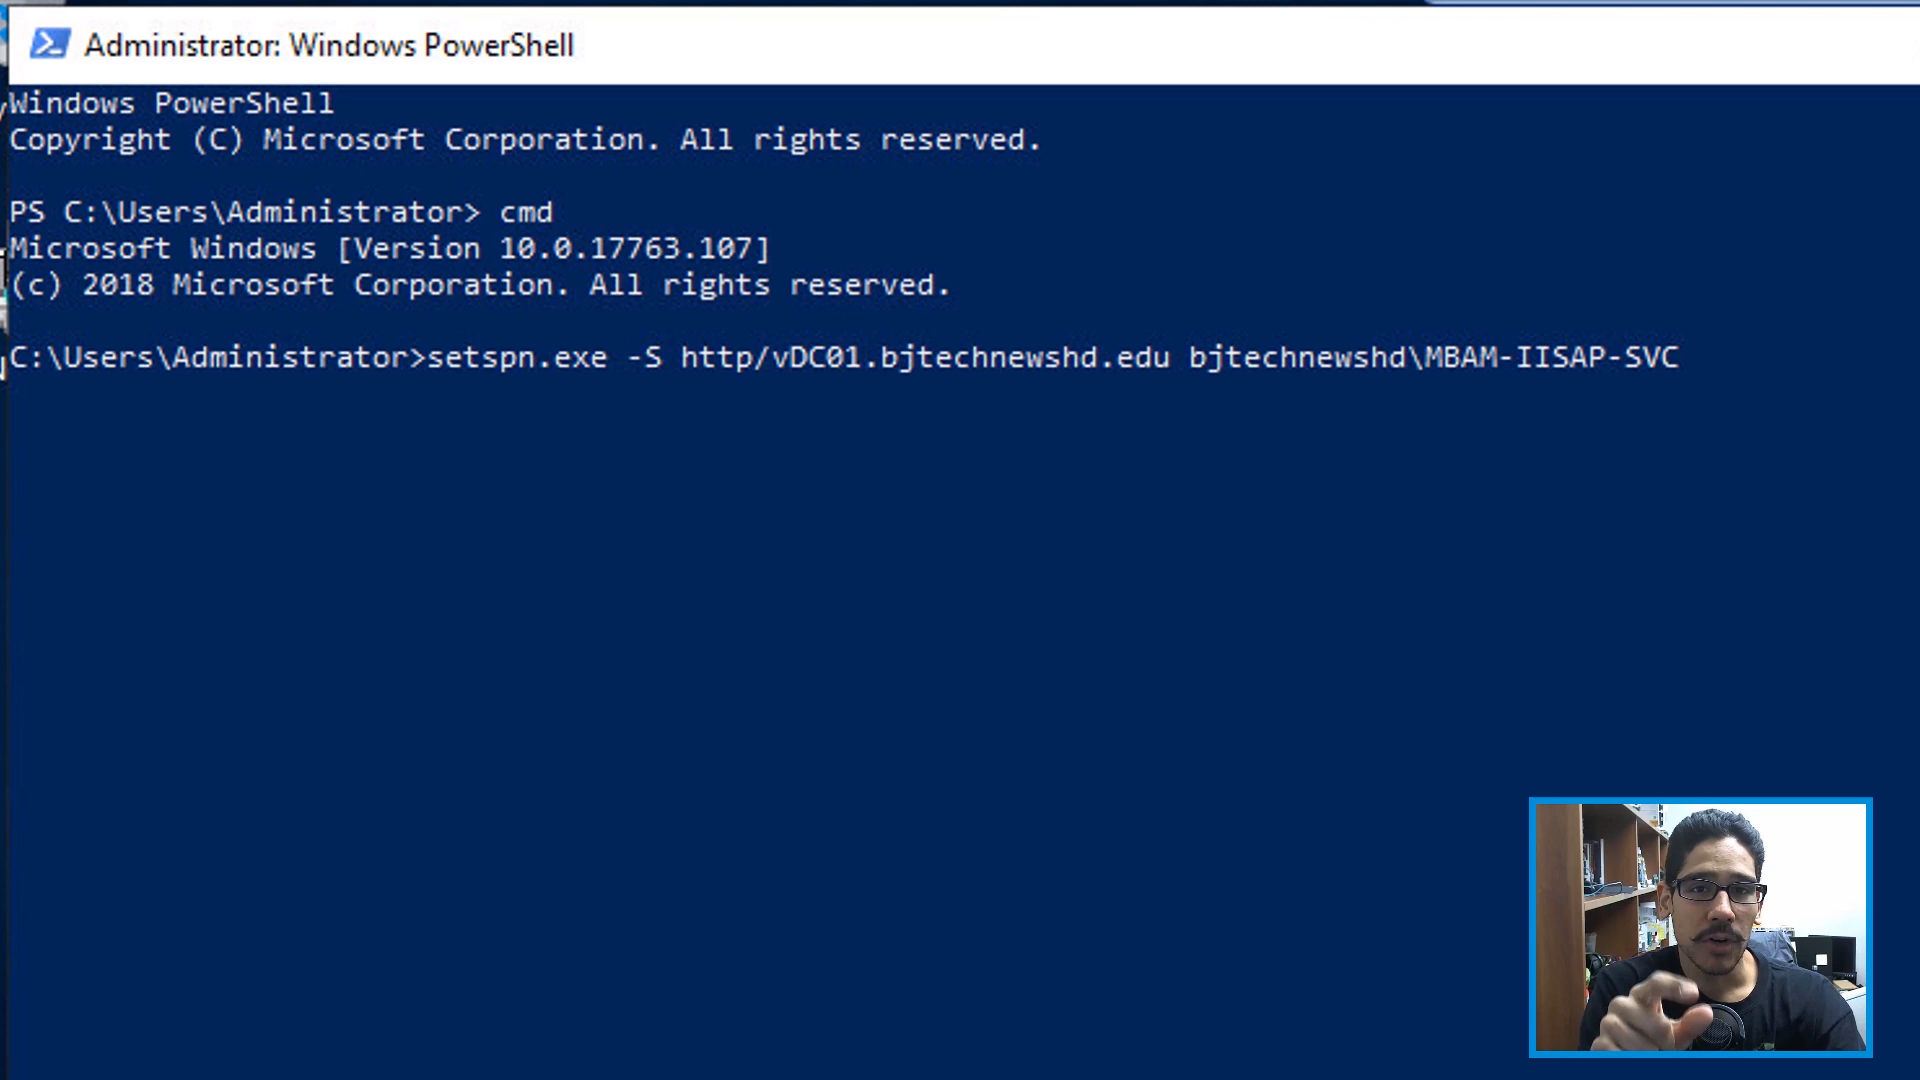 Administrator: Windows PowerShell
Windows PowerShell
Copyright (C) Microsoft Corporation. All rights reserved.
PS C:\Users\Administrator> cmd
Microsoft Windows [Version 10.0.17763.107]
(c) 2018 Microsoft Corporation. All rights reserved.
C:\Users\Administrator>setspn.exe -S http/vDC01.bjtechnewshd.edu bjtechnewshd\MBAM-IISAP-SVC